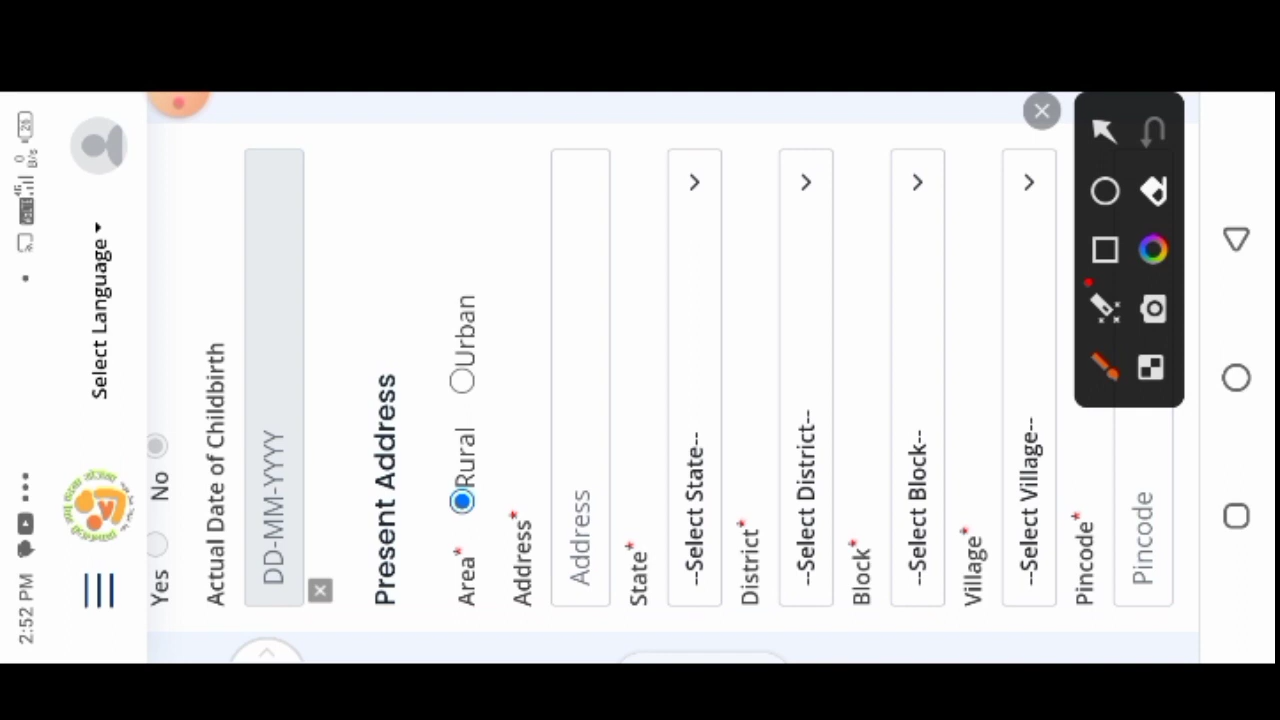 2:52 PM
Select Language
Yes No
Actual Date of Childbirth
DD-MM-YYYY
Present Address
Area* Rural Urban
Address*
Address
State*
--Select State--
District*
--Select District--
Block*
--Select Block--
Village*
--Select Village--
Pincode*
Pincode